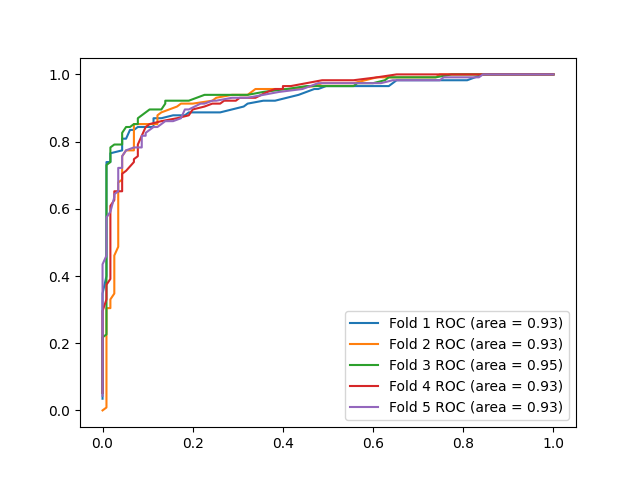 1.0
0.8
0.6
0.4
0.2
0.0
Fold 1 ROC (area = 0.93)
Fold 2 ROC (area = 0.93)
Fold 3 ROC (area = 0.95)
Fold 4 ROC (area = 0.93)
Fold 5 ROC (area = 0.93)
0.0 0.2 0.4 0.6 0.8 1.0